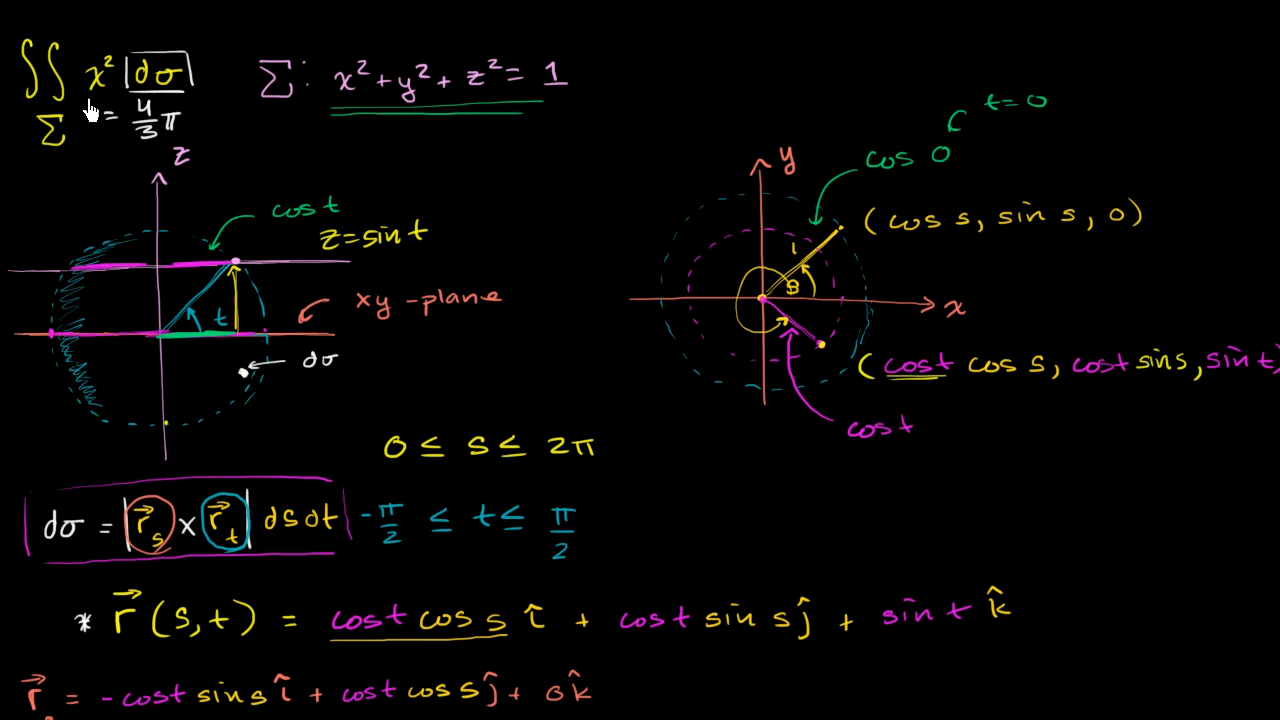 ∬ x² dσ
Σ
= 4/3 π
Σ: x² + y² + z² = 1
z
cos t
z = sin t
xy-plane
t
dσ
t = 0
cos 0
y
(cos s, sin s, 0)
1
s
x
(cos t cos s, cos t sin s, sin t)
cos t
0 ≤ s ≤ 2π
dσ = |r⃗ₛ × r⃗ₜ| ds dt
-π/2 ≤ t ≤ π/2
* r⃗(s,t) = cos t cos s î + cos t sin s ĵ + sin t k̂
r⃗ = -cos t sin s î + cos t cos s ĵ + 0 k̂